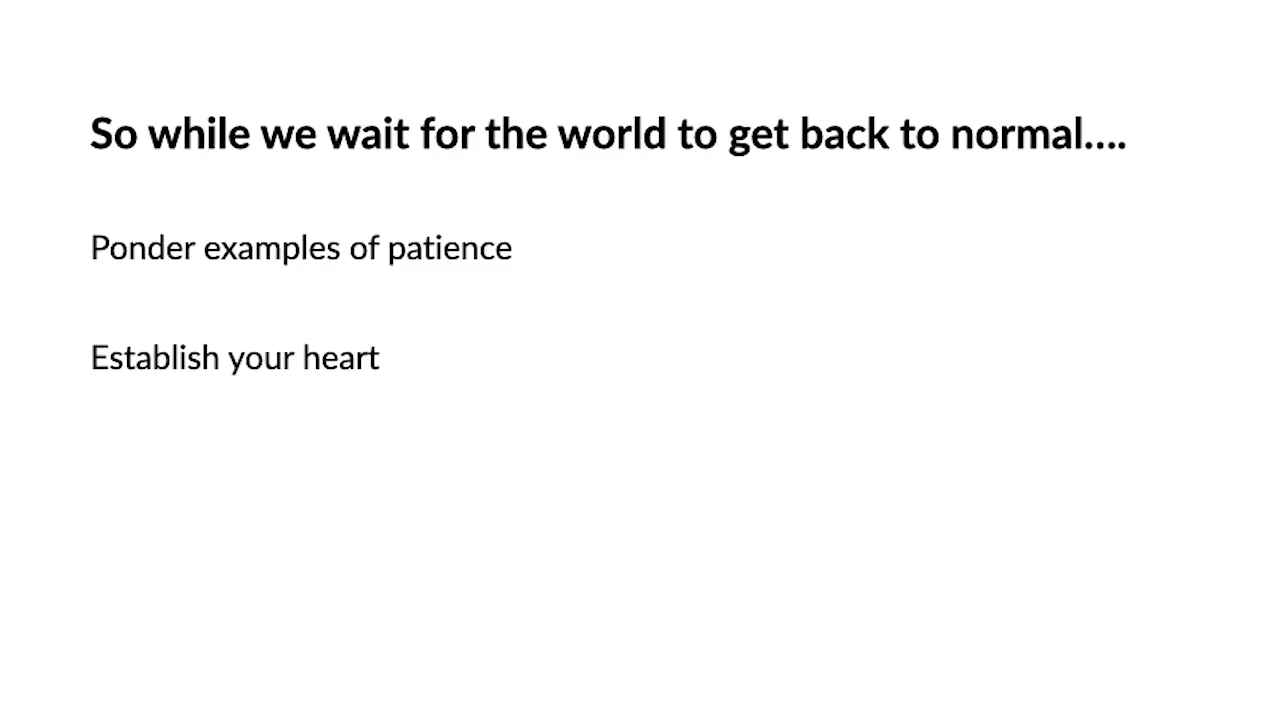 So while we wait for the world to get back to normal....
Ponder examples of patience
Establish your heart